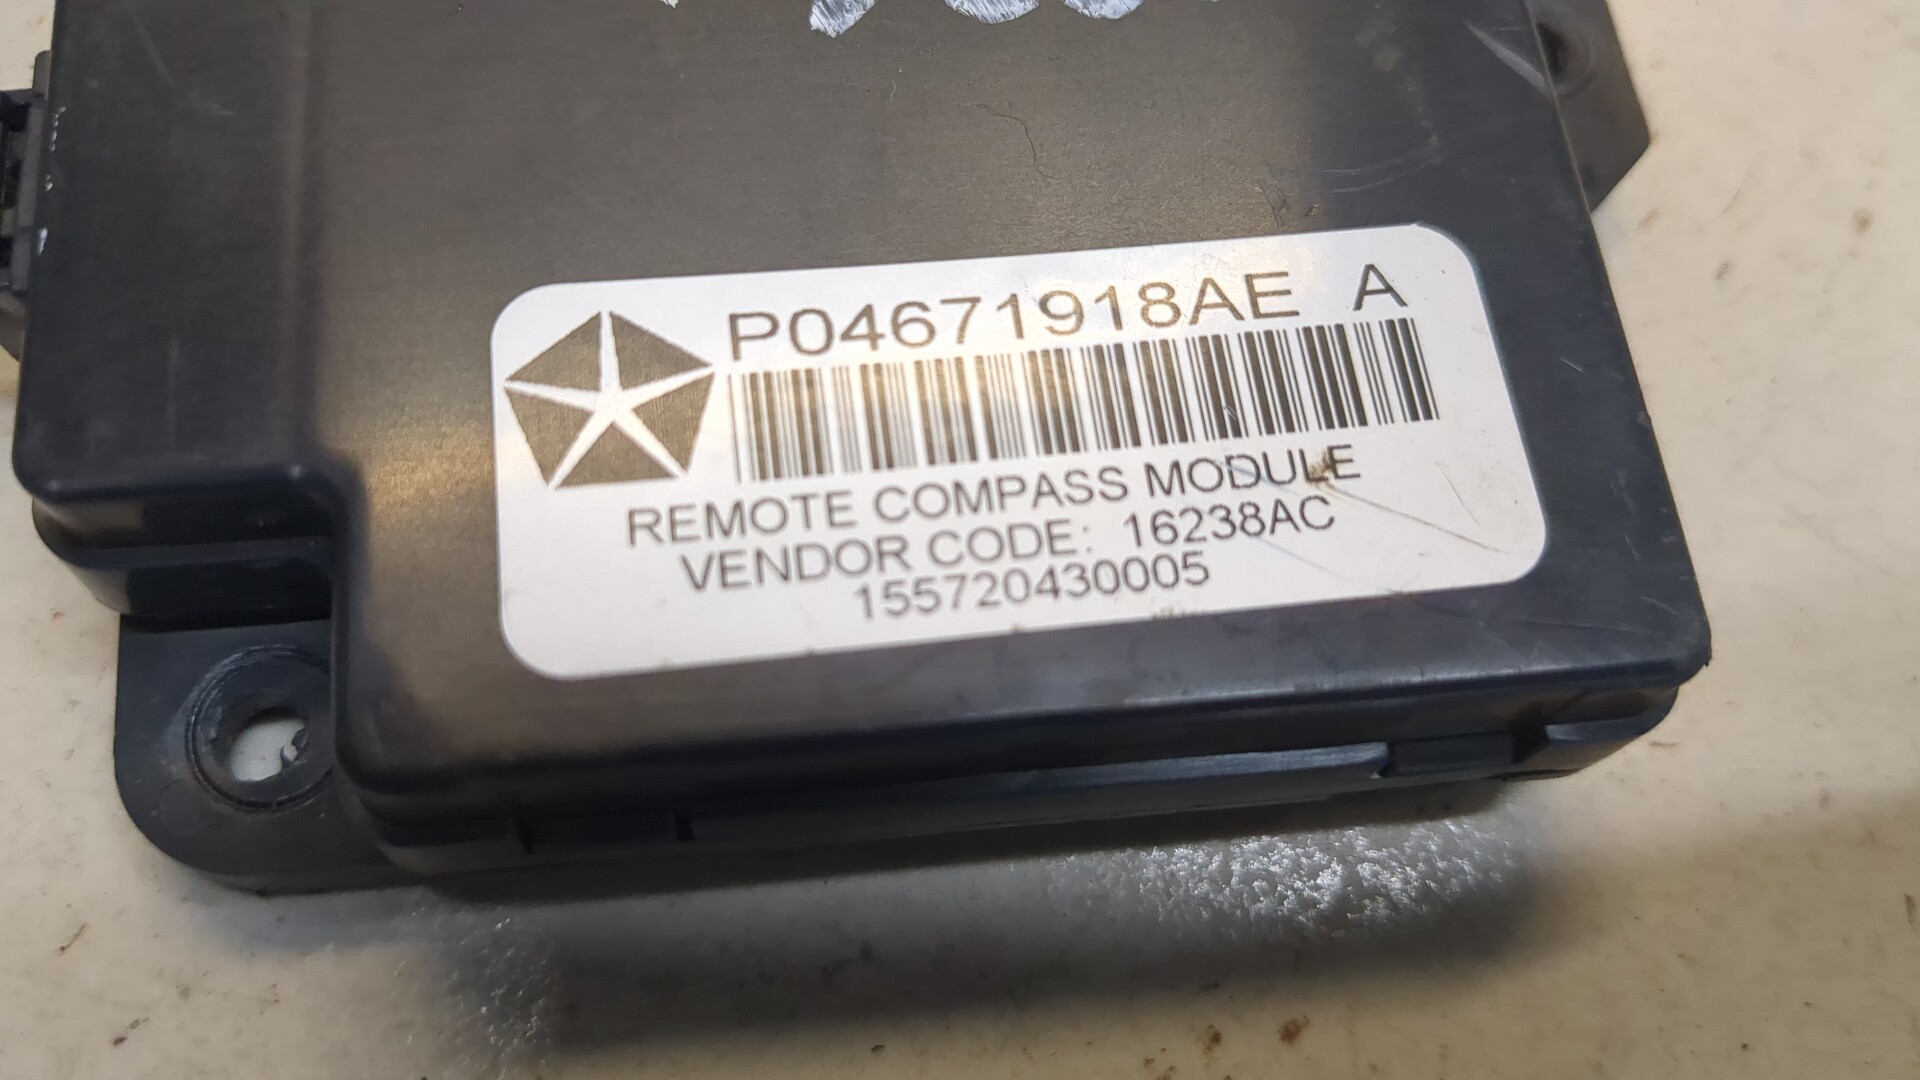 P04671918AE A
REMOTE COMPASS MODULE
VENDOR CODE: 16238AC
155720430005